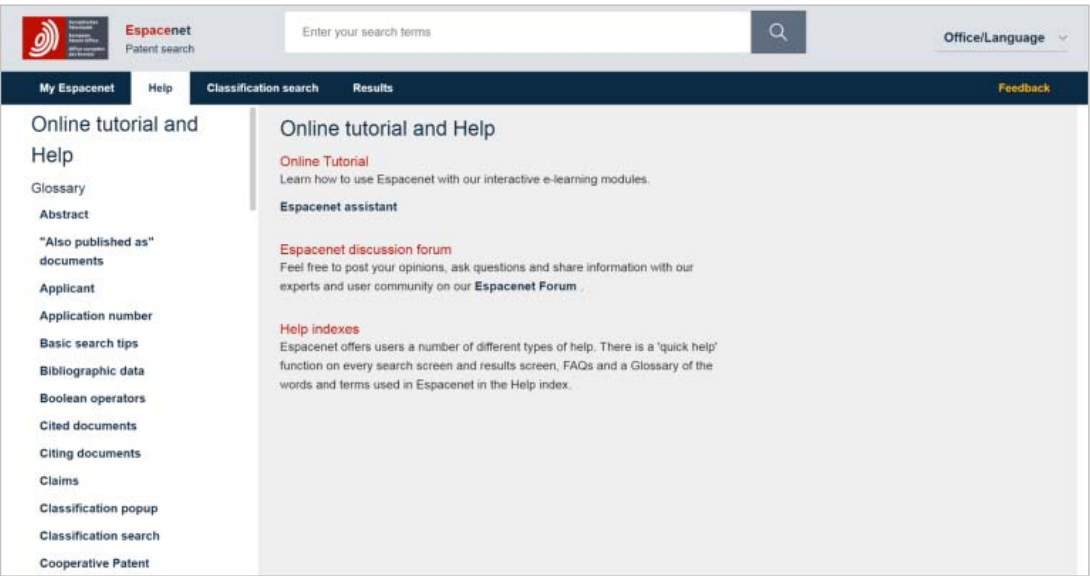 Espacenet
Patent search
Enter your search terms
Office/Language
My Espacenet
Help
Classification search
Results
Feedback
Online tutorial and
Help
Glossary
Abstract
"Also published as"
documents
Applicant
Application number
Basic search tips
Bibliographic data
Boolean operators
Cited documents
Citing documents
Claims
Classification popup
Classification search
Cooperative Patent
Online tutorial and Help
Online Tutorial
Learn how to use Espacenet with our interactive e-learning modules.
Espacenet assistant
Espacenet discussion forum
Feel free to post your opinions, ask questions and share information with our
experts and user community on our Espacenet Forum .
Help indexes
Espacenet offers users a number of different types of help. There is a 'quick help'
function on every search screen and results screen, FAQs and a Glossary of the
words and terms used in Espacenet in the Help index.